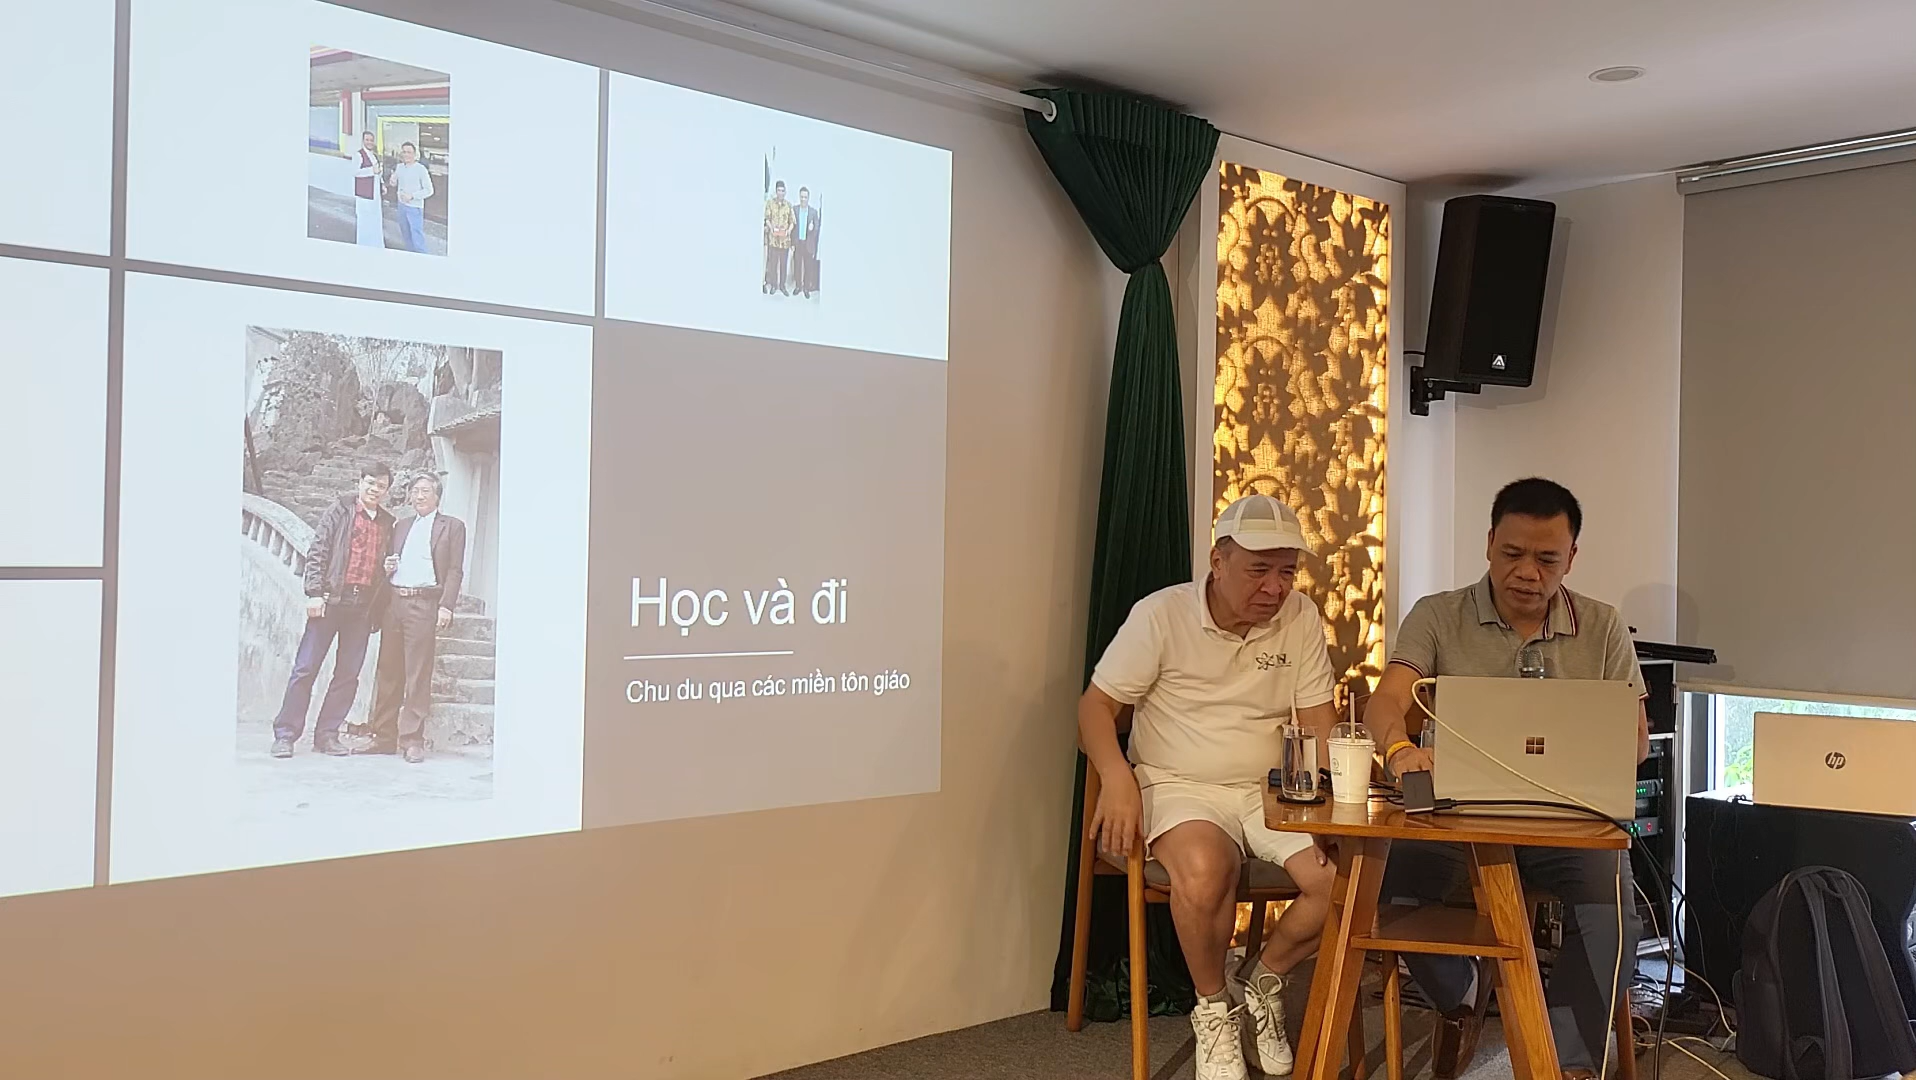 Học và đi
Chu du qua các miền tôn giáo
hp